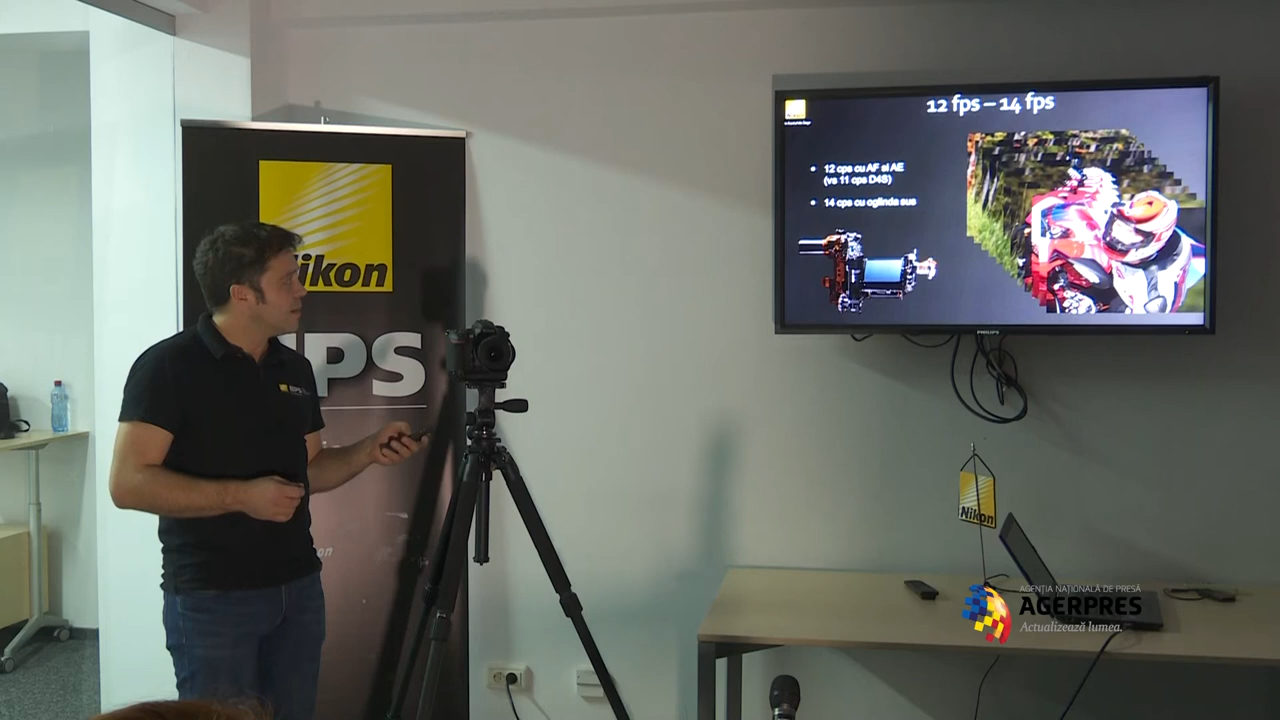 12 fps – 14 fps
• 12 cps cu AF si AE
(vs 11 cps D4S)
• 14 cps cu oglinda sus
PHILIPS
Nikon
PS
Nikon
AGENȚIA NAȚIONALĂ DE PRESĂ
AGERPRES
Actualizează lumea.